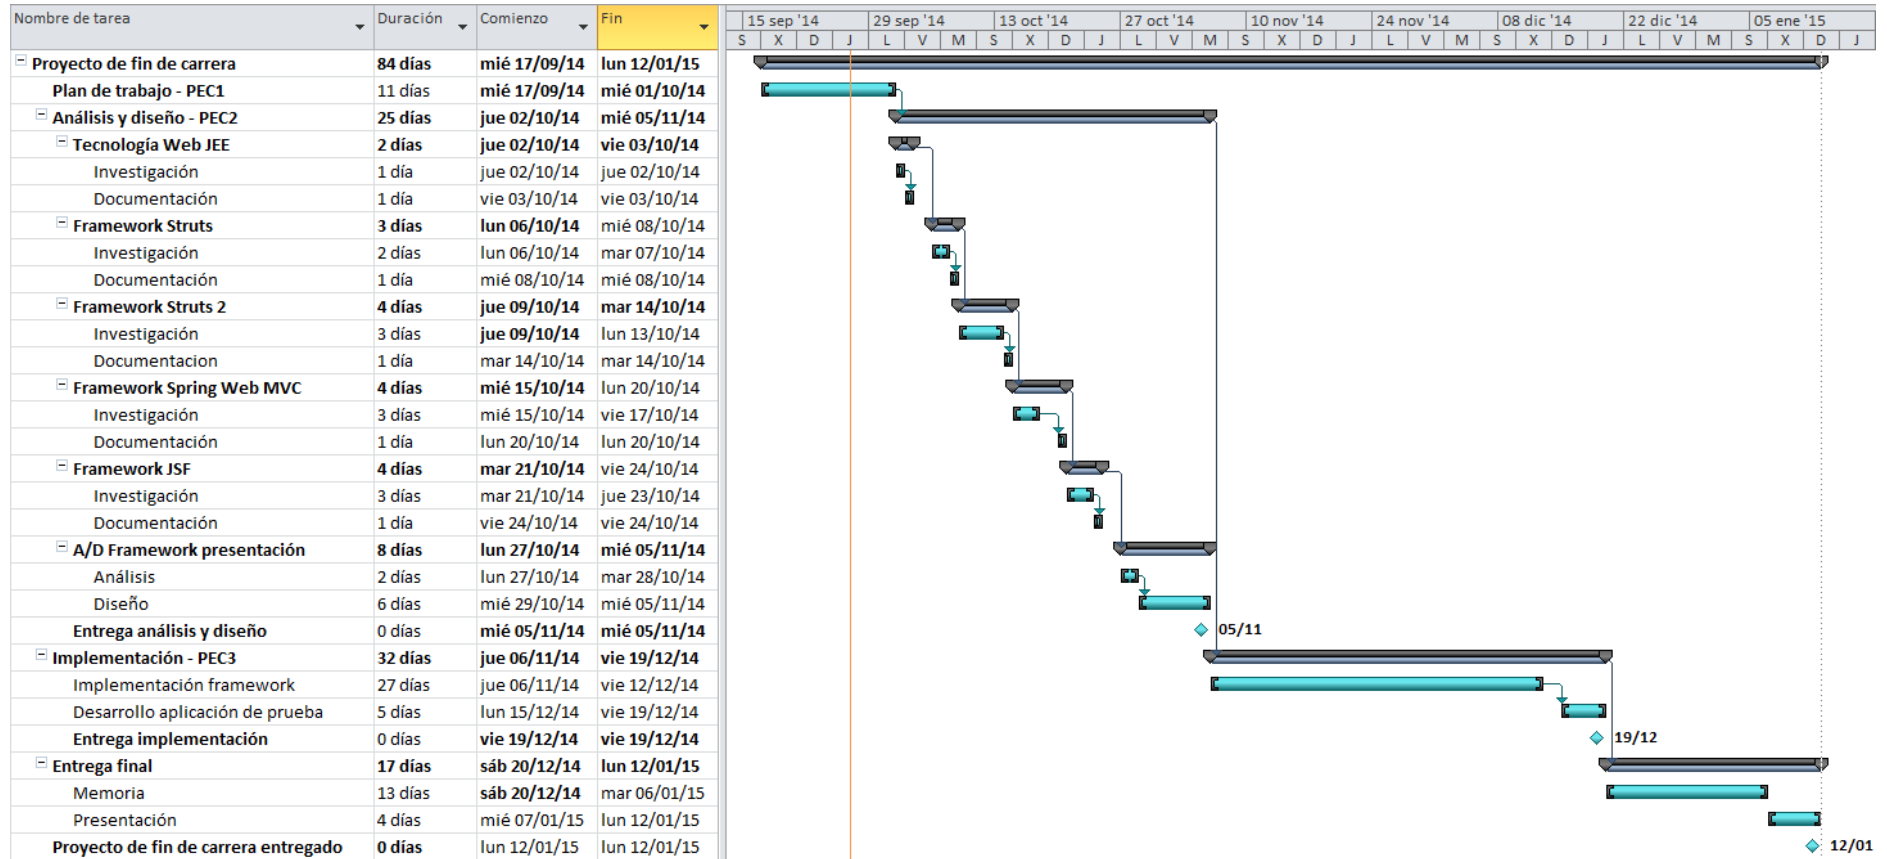 Nombre de tarea Duración Comienzo Fin 15 sep '14 29 sep '14 13 oct '14 27 oct '14 10 nov '14 24 nov '14 08 dic '14 22 dic '14 05 ene '15
S X D J L V M S X D J L V M S X D J L V M S X D J L V M S X D J
Proyecto de fin de carrera 84 días mié 17/09/14 lun 12/01/15
Plan de trabajo - PEC1 11 días mié 17/09/14 mié 01/10/14
Análisis y diseño - PEC2 25 días jue 02/10/14 mié 05/11/14
Tecnología Web JEE 2 días jue 02/10/14 vie 03/10/14
Investigación 1 día jue 02/10/14 jue 02/10/14
Documentación 1 día vie 03/10/14 vie 03/10/14
Framework Struts 3 días lun 06/10/14 mié 08/10/14
Investigación 2 días lun 06/10/14 mar 07/10/14
Documentación 1 día mié 08/10/14 mié 08/10/14
Framework Struts 2 4 días jue 09/10/14 mar 14/10/14
Investigación 3 días jue 09/10/14 lun 13/10/14
Documentacion 1 día mar 14/10/14 mar 14/10/14
Framework Spring Web MVC 4 días mié 15/10/14 lun 20/10/14
Investigación 3 días mié 15/10/14 vie 17/10/14
Documentación 1 día lun 20/10/14 lun 20/10/14
Framework JSF 4 días mar 21/10/14 vie 24/10/14
Investigación 3 días mar 21/10/14 jue 23/10/14
Documentación 1 día vie 24/10/14 vie 24/10/14
A/D Framework presentación 8 días lun 27/10/14 mié 05/11/14
Análisis 2 días lun 27/10/14 mar 28/10/14
Diseño 6 días mié 29/10/14 mié 05/11/14
Entrega análisis y diseño 0 días mié 05/11/14 mié 05/11/14 05/11
Implementación - PEC3 32 días jue 06/11/14 vie 19/12/14
Implementación framework 27 días jue 06/11/14 vie 12/12/14
Desarrollo aplicación de prueba 5 días lun 15/12/14 vie 19/12/14
Entrega implementación 0 días vie 19/12/14 vie 19/12/14 19/12
Entrega final 17 días sáb 20/12/14 lun 12/01/15
Memoria 13 días sáb 20/12/14 mar 06/01/15
Presentación 4 días mié 07/01/15 lun 12/01/15
Proyecto de fin de carrera entregado 0 días lun 12/01/15 lun 12/01/15 12/01